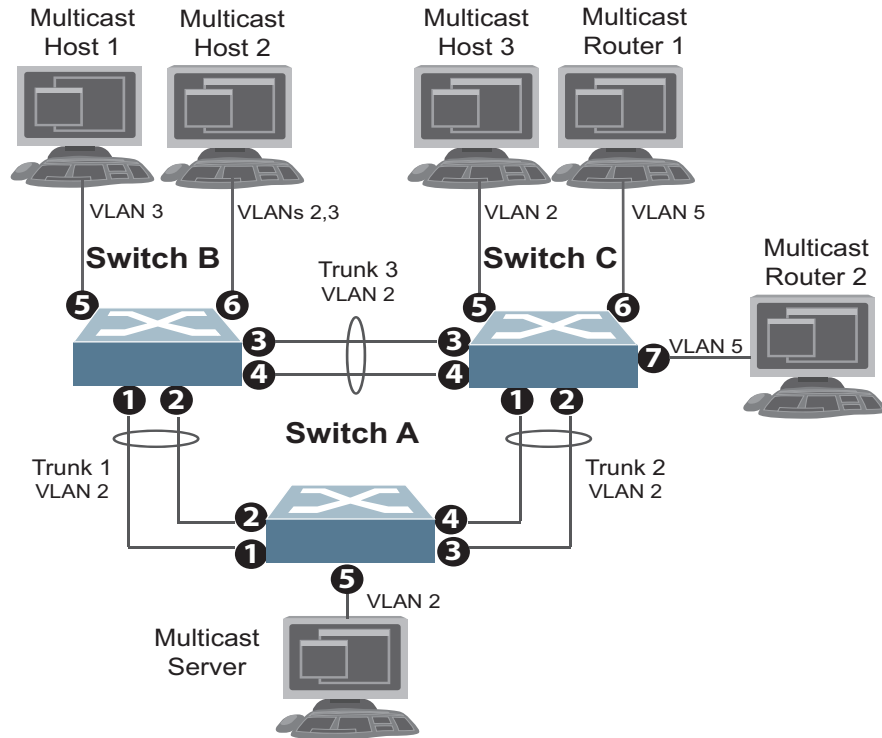 Multicast
Host 1
Multicast
Host 2
Multicast
Host 3
Multicast
Router 1
VLAN 3
VLANs 2,3
VLAN 2
VLAN 5
Switch B
Trunk 3
VLAN 2
Switch C
Multicast
Router 2
5
6
5
6
3
3
7
VLAN 5
4
4
1
2
1
2
Switch A
Trunk 1
VLAN 2
Trunk 2
VLAN 2
2
4
1
3
5
VLAN 2
Multicast
Server